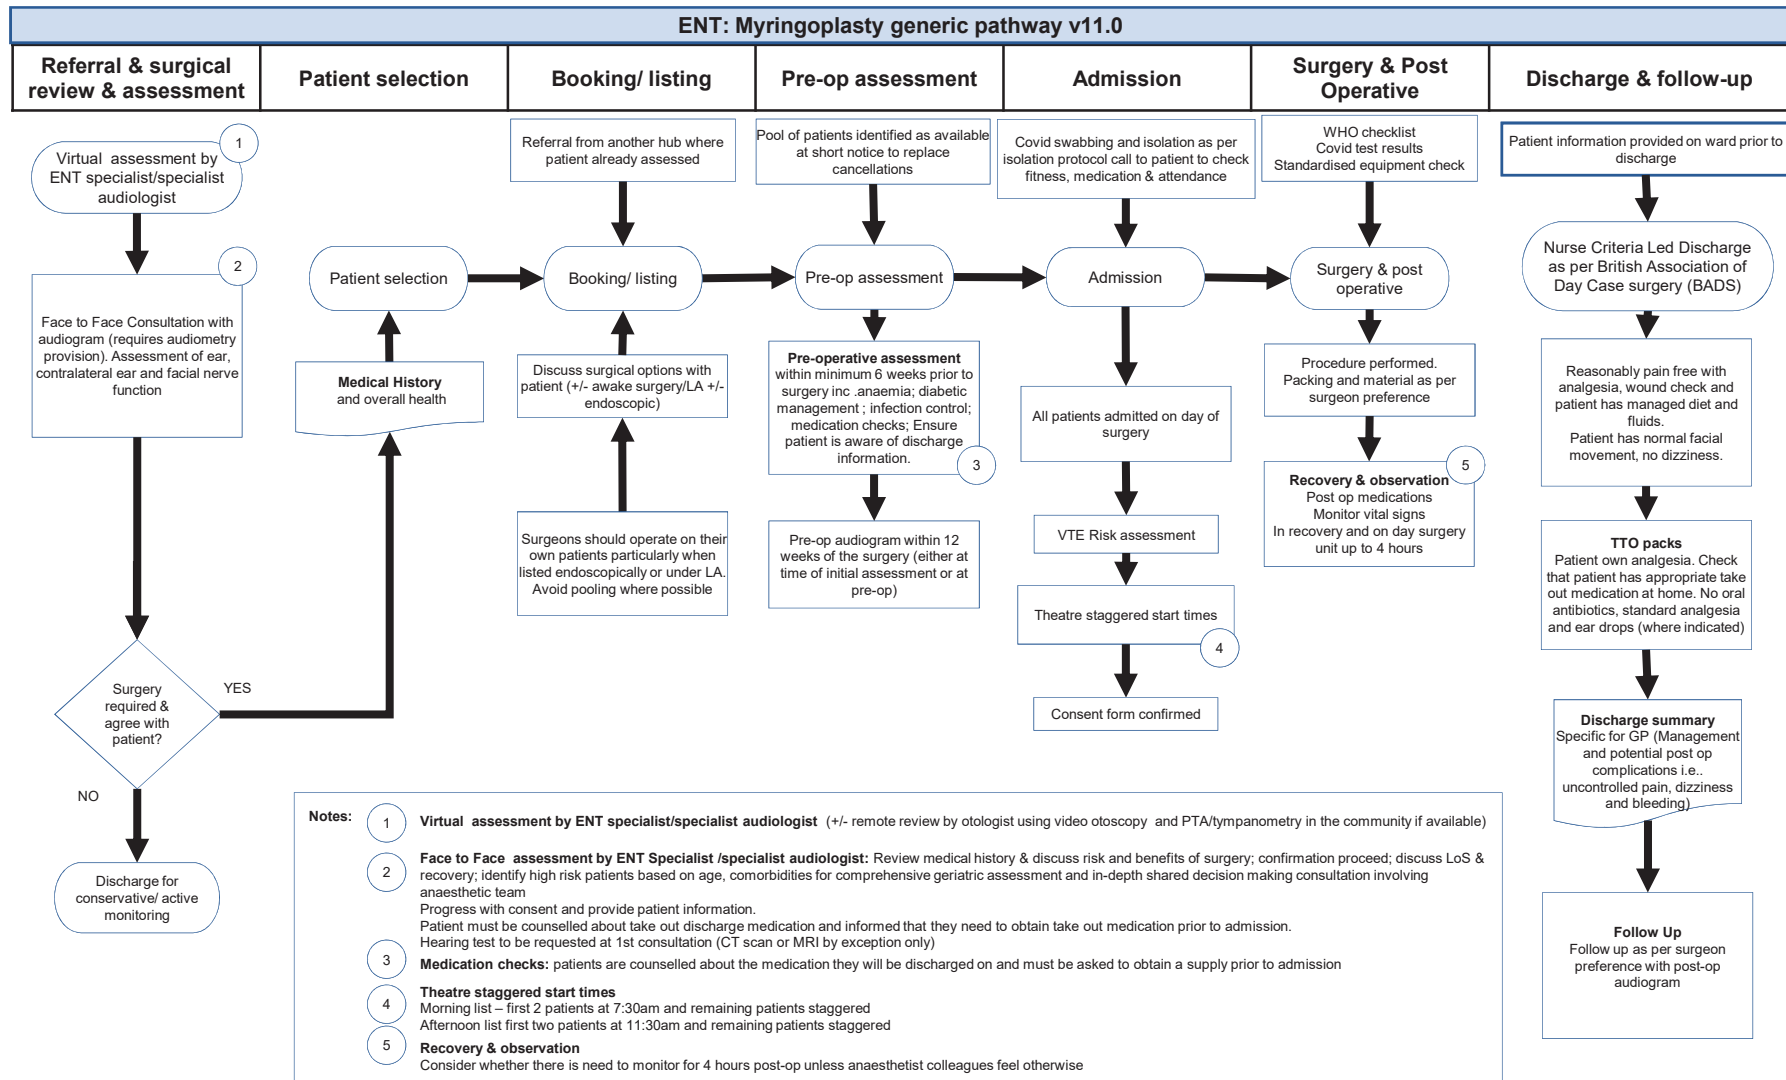 ENT: Myringoplasty generic pathway v11.0
Referral & surgical
review & assessment
Patient selection
Booking/ listing
Pre-op assessment
Admission
Surgery & Post
Operative
Discharge & follow-up
1
Virtual  assessment by
ENT specialist/specialist
audiologist
2
Face to Face Consultation with
audiogram (requires audiometry
provision). Assessment of ear,
contralateral ear and facial nerve
function
Surgery
required &
agree with
patient?
YES
NO
Discharge for
conservative/ active
monitoring
Patient selection
Medical History
and overall health
Referral from another hub where
patient already assessed
Booking/ listing
Discuss surgical options with
patient (+/- awake surgery/LA +/-
endoscopic)
Surgeons should operate on their
own patients particularly when
listed endoscopically or under LA.
Avoid pooling where possible
Pool of patients identified as available
at short notice to replace
cancellations
Pre-op assessment
Pre-operative assessment
within minimum 6 weeks prior to
surgery inc .anaemia; diabetic
management ; infection control;
medication checks; Ensure
patient is aware of discharge
information.
3
Pre-op audiogram within 12
weeks of the surgery (either at
time of initial assessment or at
pre-op)
Covid swabbing and isolation as per
isolation protocol call to patient to check
fitness, medication & attendance
Admission
All patients admitted on day of
surgery
VTE Risk assessment
Theatre staggered start times
4
Consent form confirmed
WHO checklist
Covid test results
Standardised equipment check
Surgery & post
operative
Procedure performed.
Packing and material as per
surgeon preference
5
Recovery & observation
Post op medications
Monitor vital signs
In recovery and on day surgery
unit up to 4 hours
Patient information provided on ward prior to
discharge
Nurse Criteria Led Discharge
as per British Association of
Day Case surgery (BADS)
Reasonably pain free with
analgesia, wound check and
patient has managed diet and
fluids.
Patient has normal facial
movement, no dizziness.
TTO packs
Patient own analgesia. Check
that patient has appropriate take
out medication at home. No oral
antibiotics, standard analgesia
and ear drops (where indicated)
Discharge summary
Specific for GP (Management
and potential post op
complications i.e..
uncontrolled pain, dizziness
and bleeding)
Follow Up
Follow up as per surgeon
preference with post-op
audiogram
Notes:
1
Virtual  assessment by ENT specialist/specialist audiologist  (+/- remote review by otologist using video otoscopy  and PTA/tympanometry in the community if available)
2
Face to Face  assessment by ENT Specialist /specialist audiologist: Review medical history & discuss risk and benefits of surgery; confirmation proceed; discuss LoS &
recovery; identify high risk patients based on age, comorbidities for comprehensive geriatric assessment and in-depth shared decision making consultation involving
anaesthetic team
Progress with consent and provide patient information.
Patient must be counselled about take out discharge medication and informed that they need to obtain take out medication prior to admission.
Hearing test to be requested at 1st consultation (CT scan or MRI by exception only)
3
Medication checks: patients are counselled about the medication they will be discharged on and must be asked to obtain a supply prior to admission
4
Theatre staggered start times
Morning list – first 2 patients at 7:30am and remaining patients staggered
Afternoon list first two patients at 11:30am and remaining patients staggered
5
Recovery & observation
Consider whether there is need to monitor for 4 hours post-op unless anaesthetist colleagues feel otherwise